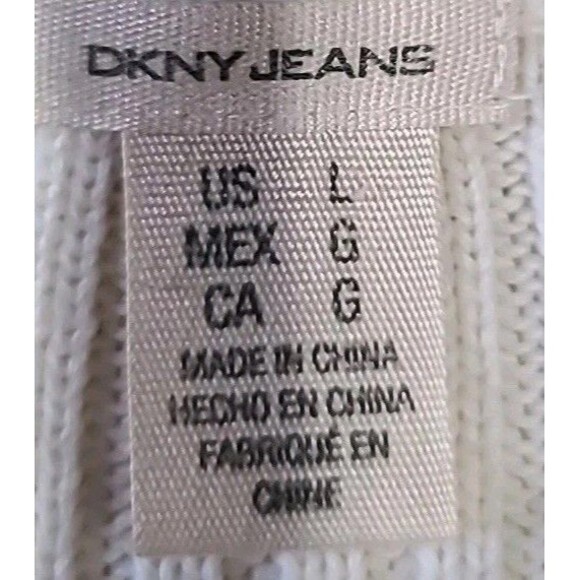 DKNY JEANS
US L
MEX G
CA G
MADE IN CHINA
HECHO EN CHINA
FABRIQUÉ EN
CHINE